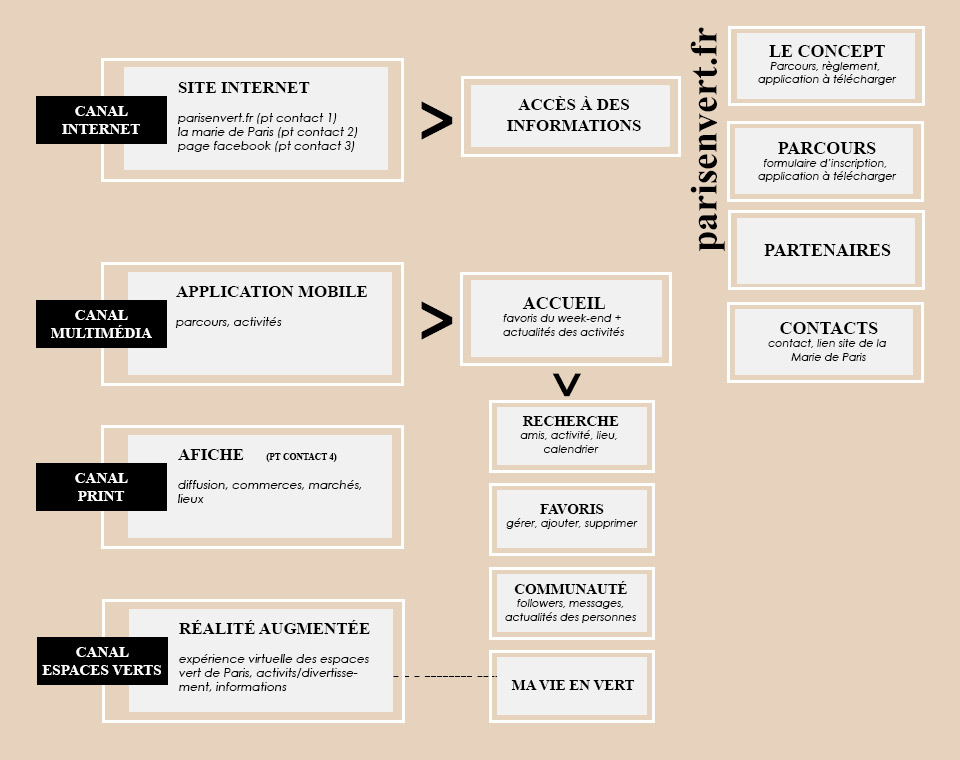 CANAL
INTERNET
SITE INTERNET
parisenvert.fr (pt contact 1)
la marie de Paris (pt contact 2)
page facebook (pt contact 3)
>
ACCÈS À DES
INFORMATIONS
parisenvert.fr
LE CONCEPT
Parcours, règlement,
application à télécharger
PARCOURS
formulaire d'inscription,
application à télécharger
PARTENAIRES
CONTACTS
contact, lien site de la
Marie de Paris
CANAL
MULTIMÉDIA
APPLICATION MOBILE
parcours, activités
>
ACCUEIL
favoris du week-end +
actualités des activités
>
RECHERCHE
amis, activité, lieu,
calendrier
FAVORIS
gérer, ajouter, supprimer
COMMUNAUTÉ
followers, messages,
actualités des personnes
MA VIE EN VERT
CANAL
PRINT
AFICHE (PT CONTACT 4)
diffusion, commerces, marchés,
lieux
CANAL
ESPACES VERTS
RÉALITÉ AUGMENTÉE
expérience virtuelle des espaces
vert de Paris, activits/divertisse-
ment, informations